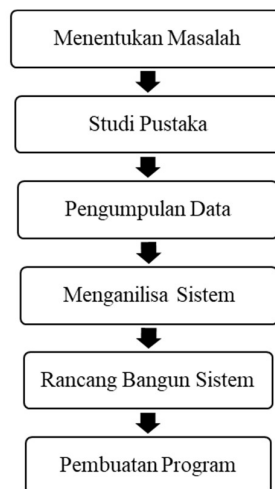 Menentukan Masalah
Studi Pustaka
Pengumpulan Data
Menganilisa Sistem
Rancang Bangun Sistem
Pembuatan Program